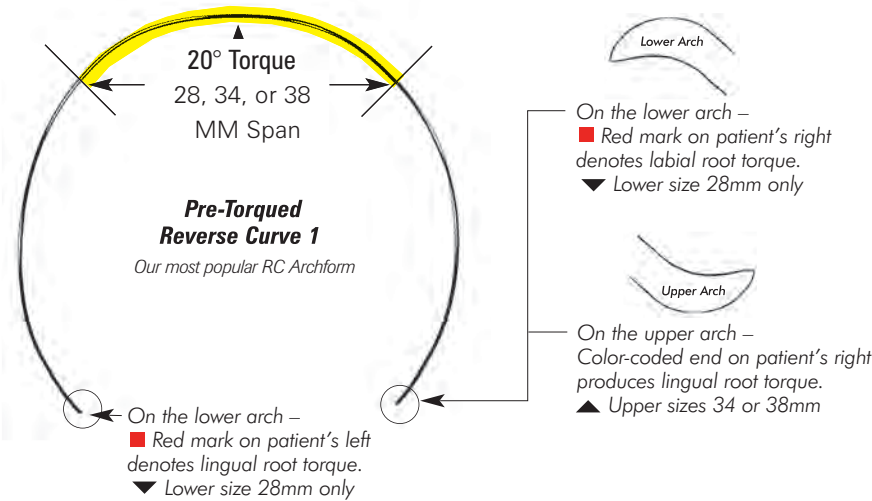 20° Torque
28, 34, or 38
MM Span
Pre-Torqued
Reverse Curve 1
Our most popular RC Archform
On the lower arch –
Red mark on patient's left
denotes lingual root torque.
Lower size 28mm only
Lower Arch
On the lower arch –
Red mark on patient's right
denotes labial root torque.
Lower size 28mm only
Upper Arch
On the upper arch –
Color-coded end on patient's right
produces lingual root torque.
Upper sizes 34 or 38mm